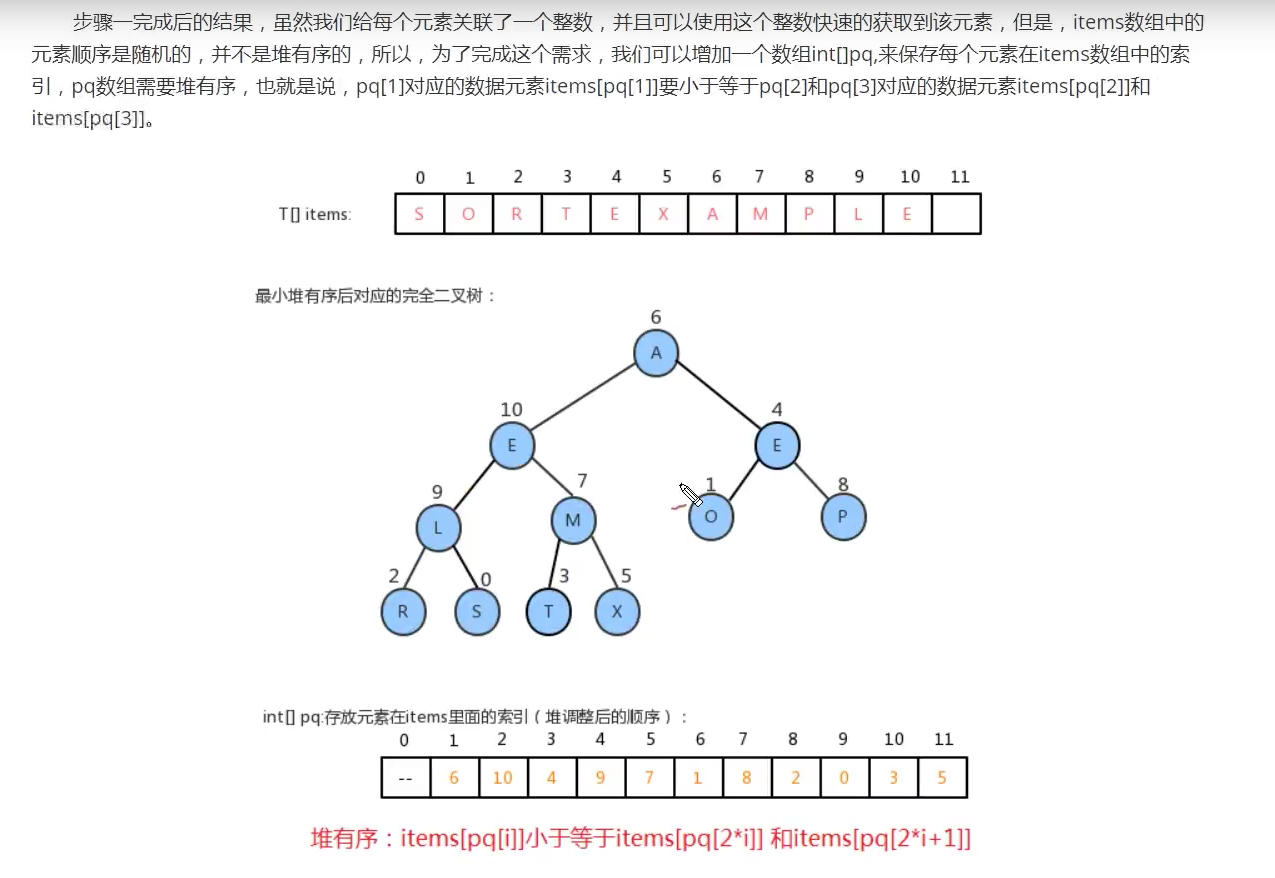 步骤一完成后的结果，虽然我们给每个元素关联了一个整数，并且可以使用这个整数快速的获取到该元素，但是，items数组中的
元素顺序是随机的，并不是堆有序的，所以，为了完成这个需求，我们可以增加一个数组int[]pq,来保存每个元素在items数组中的索
引，pq数组需要堆有序，也就是说，pq[1]对应的数据元素items[pq[1]]要小于等于pq[2]和pq[3]对应的数据元素items[pq[2]]和
items[pq[3]]。
0 1 2 3 4 5 6 7 8 9 10 11
T[] items: S O R T E X A M P L E
最小堆有序后对应的完全二叉树：
6
A
10 4
E E
9 7 1 8
L M O P
2 0 3 5
R S T X
int[] pq:存放元素在items里面的索引（堆调整后的顺序）：
0 1 2 3 4 5 6 7 8 9 10 11
-- 6 10 4 9 7 1 8 2 0 3 5
堆有序：items[pq[i]]小于等于items[pq[2*i]] 和items[pq[2*i+1]]